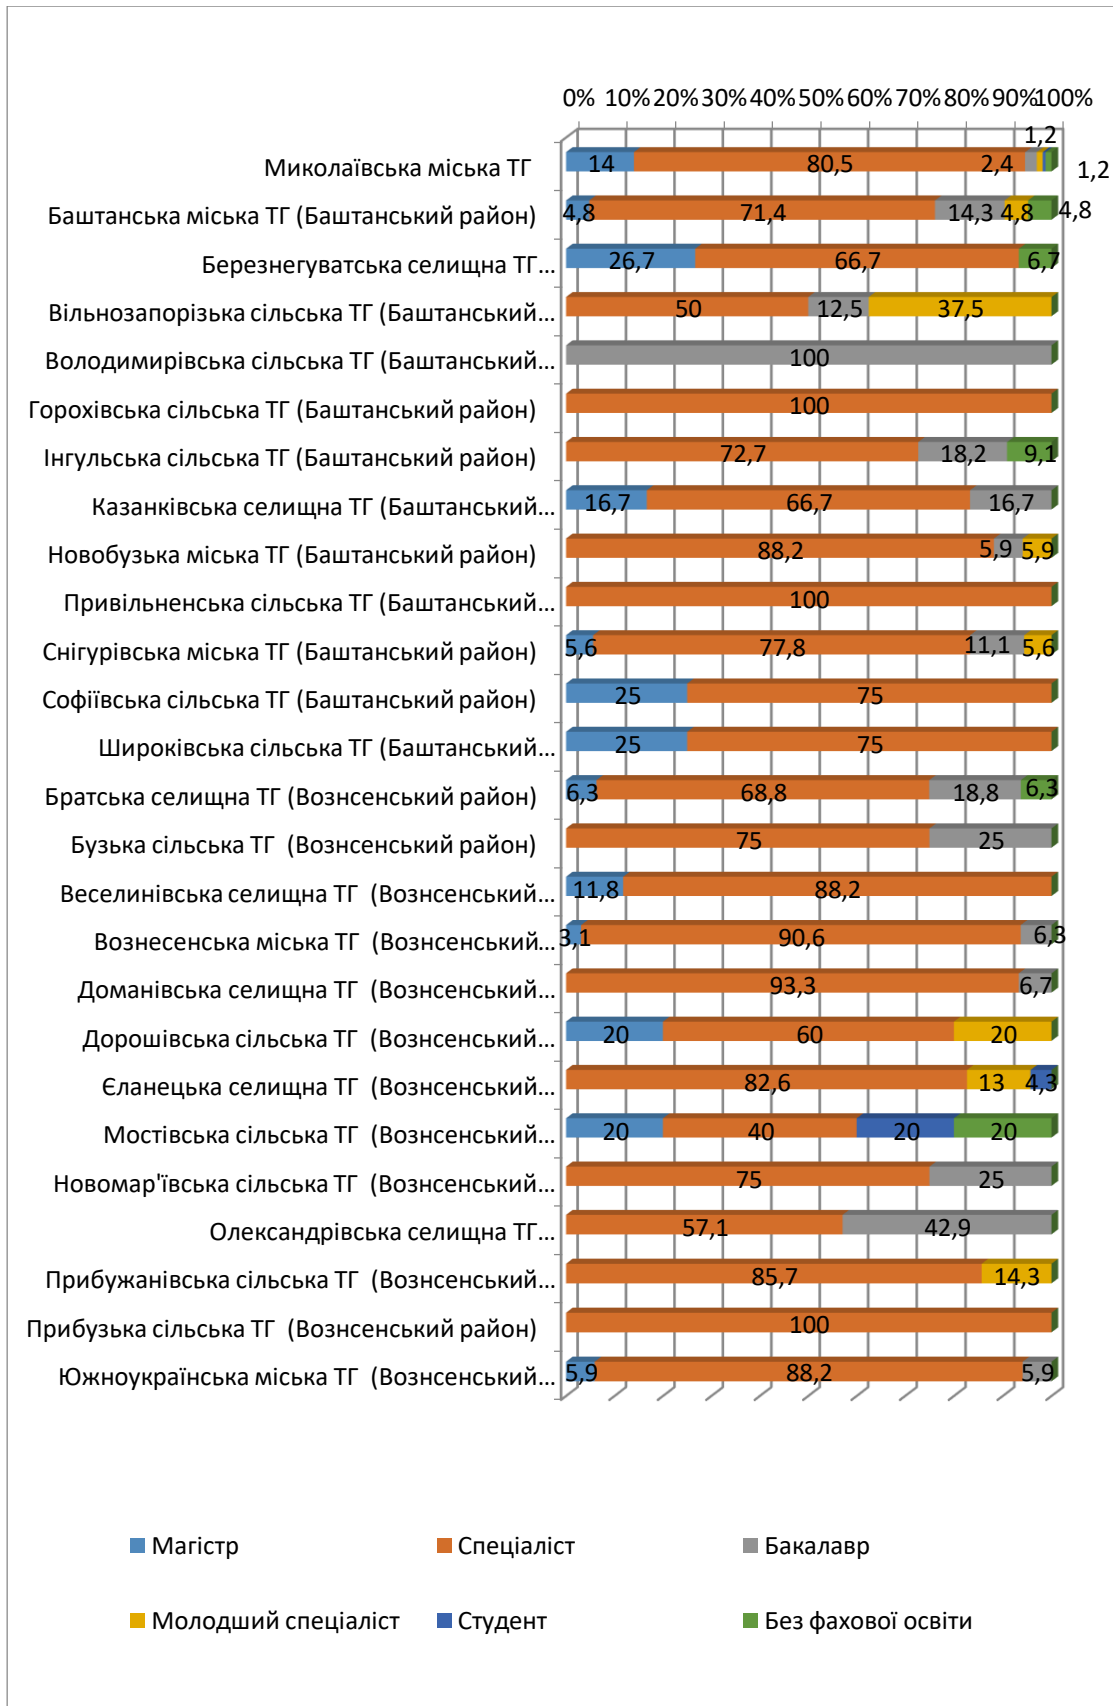 0% 10% 20% 30% 40% 50% 60% 70% 80% 90% 100%
1,2
Миколаївська міська ТГ 14 80,5 2,4 1,2
Баштанська міська ТГ (Баштанський район) 4,8 71,4 14,3 4,8 4,8
Березнегуватська селищна ТГ... 26,7 66,7 6,7
Вільнозапорізька сільська ТГ (Баштанський... 50 12,5 37,5
Володимирівська сільська ТГ (Баштанський... 100
Горохівська сільська ТГ (Баштанський район) 100
Інгульська сільська ТГ (Баштанський район) 72,7 18,2 9,1
Казанківська селищна ТГ (Баштанський... 16,7 66,7 16,7
Новобузька міська ТГ (Баштанський район) 88,2 5,9 5,9
Привільненська сільська ТГ (Баштанський... 100
Снігурівська міська ТГ (Баштанський район) 5,6 77,8 11,1 5,6
Софіївська сільська ТГ (Баштанський район) 25 75
Широківська сільська ТГ (Баштанський... 25 75
Братська селищна ТГ (Вознсенський район) 6,3 68,8 18,8 6,3
Бузька сільська ТГ (Вознсенський район) 75 25
Веселинівська селищна ТГ (Вознсенський... 11,8 88,2
Вознесенська міська ТГ (Вознсенський... 3,1 90,6 6,3
Доманівська селищна ТГ (Вознсенський... 93,3 6,7
Дорошівська сільська ТГ (Вознсенський... 20 60 20
Єланецька селищна ТГ (Вознсенський... 82,6 13 4,3
Мостівська сільська ТГ (Вознсенський... 20 40 20 20
Новомар'ївська сільська ТГ (Вознсенський... 75 25
Олександрівська селищна ТГ... 57,1 42,9
Прибужанівська сільська ТГ (Вознсенський... 85,7 14,3
Прибузька сільська ТГ (Вознсенський район) 100
Южноукраїнська міська ТГ (Вознсенський... 5,9 88,2 5,9
Магістр Спеціаліст Бакалавр
Молодший спеціаліст Студент Без фахової освіти